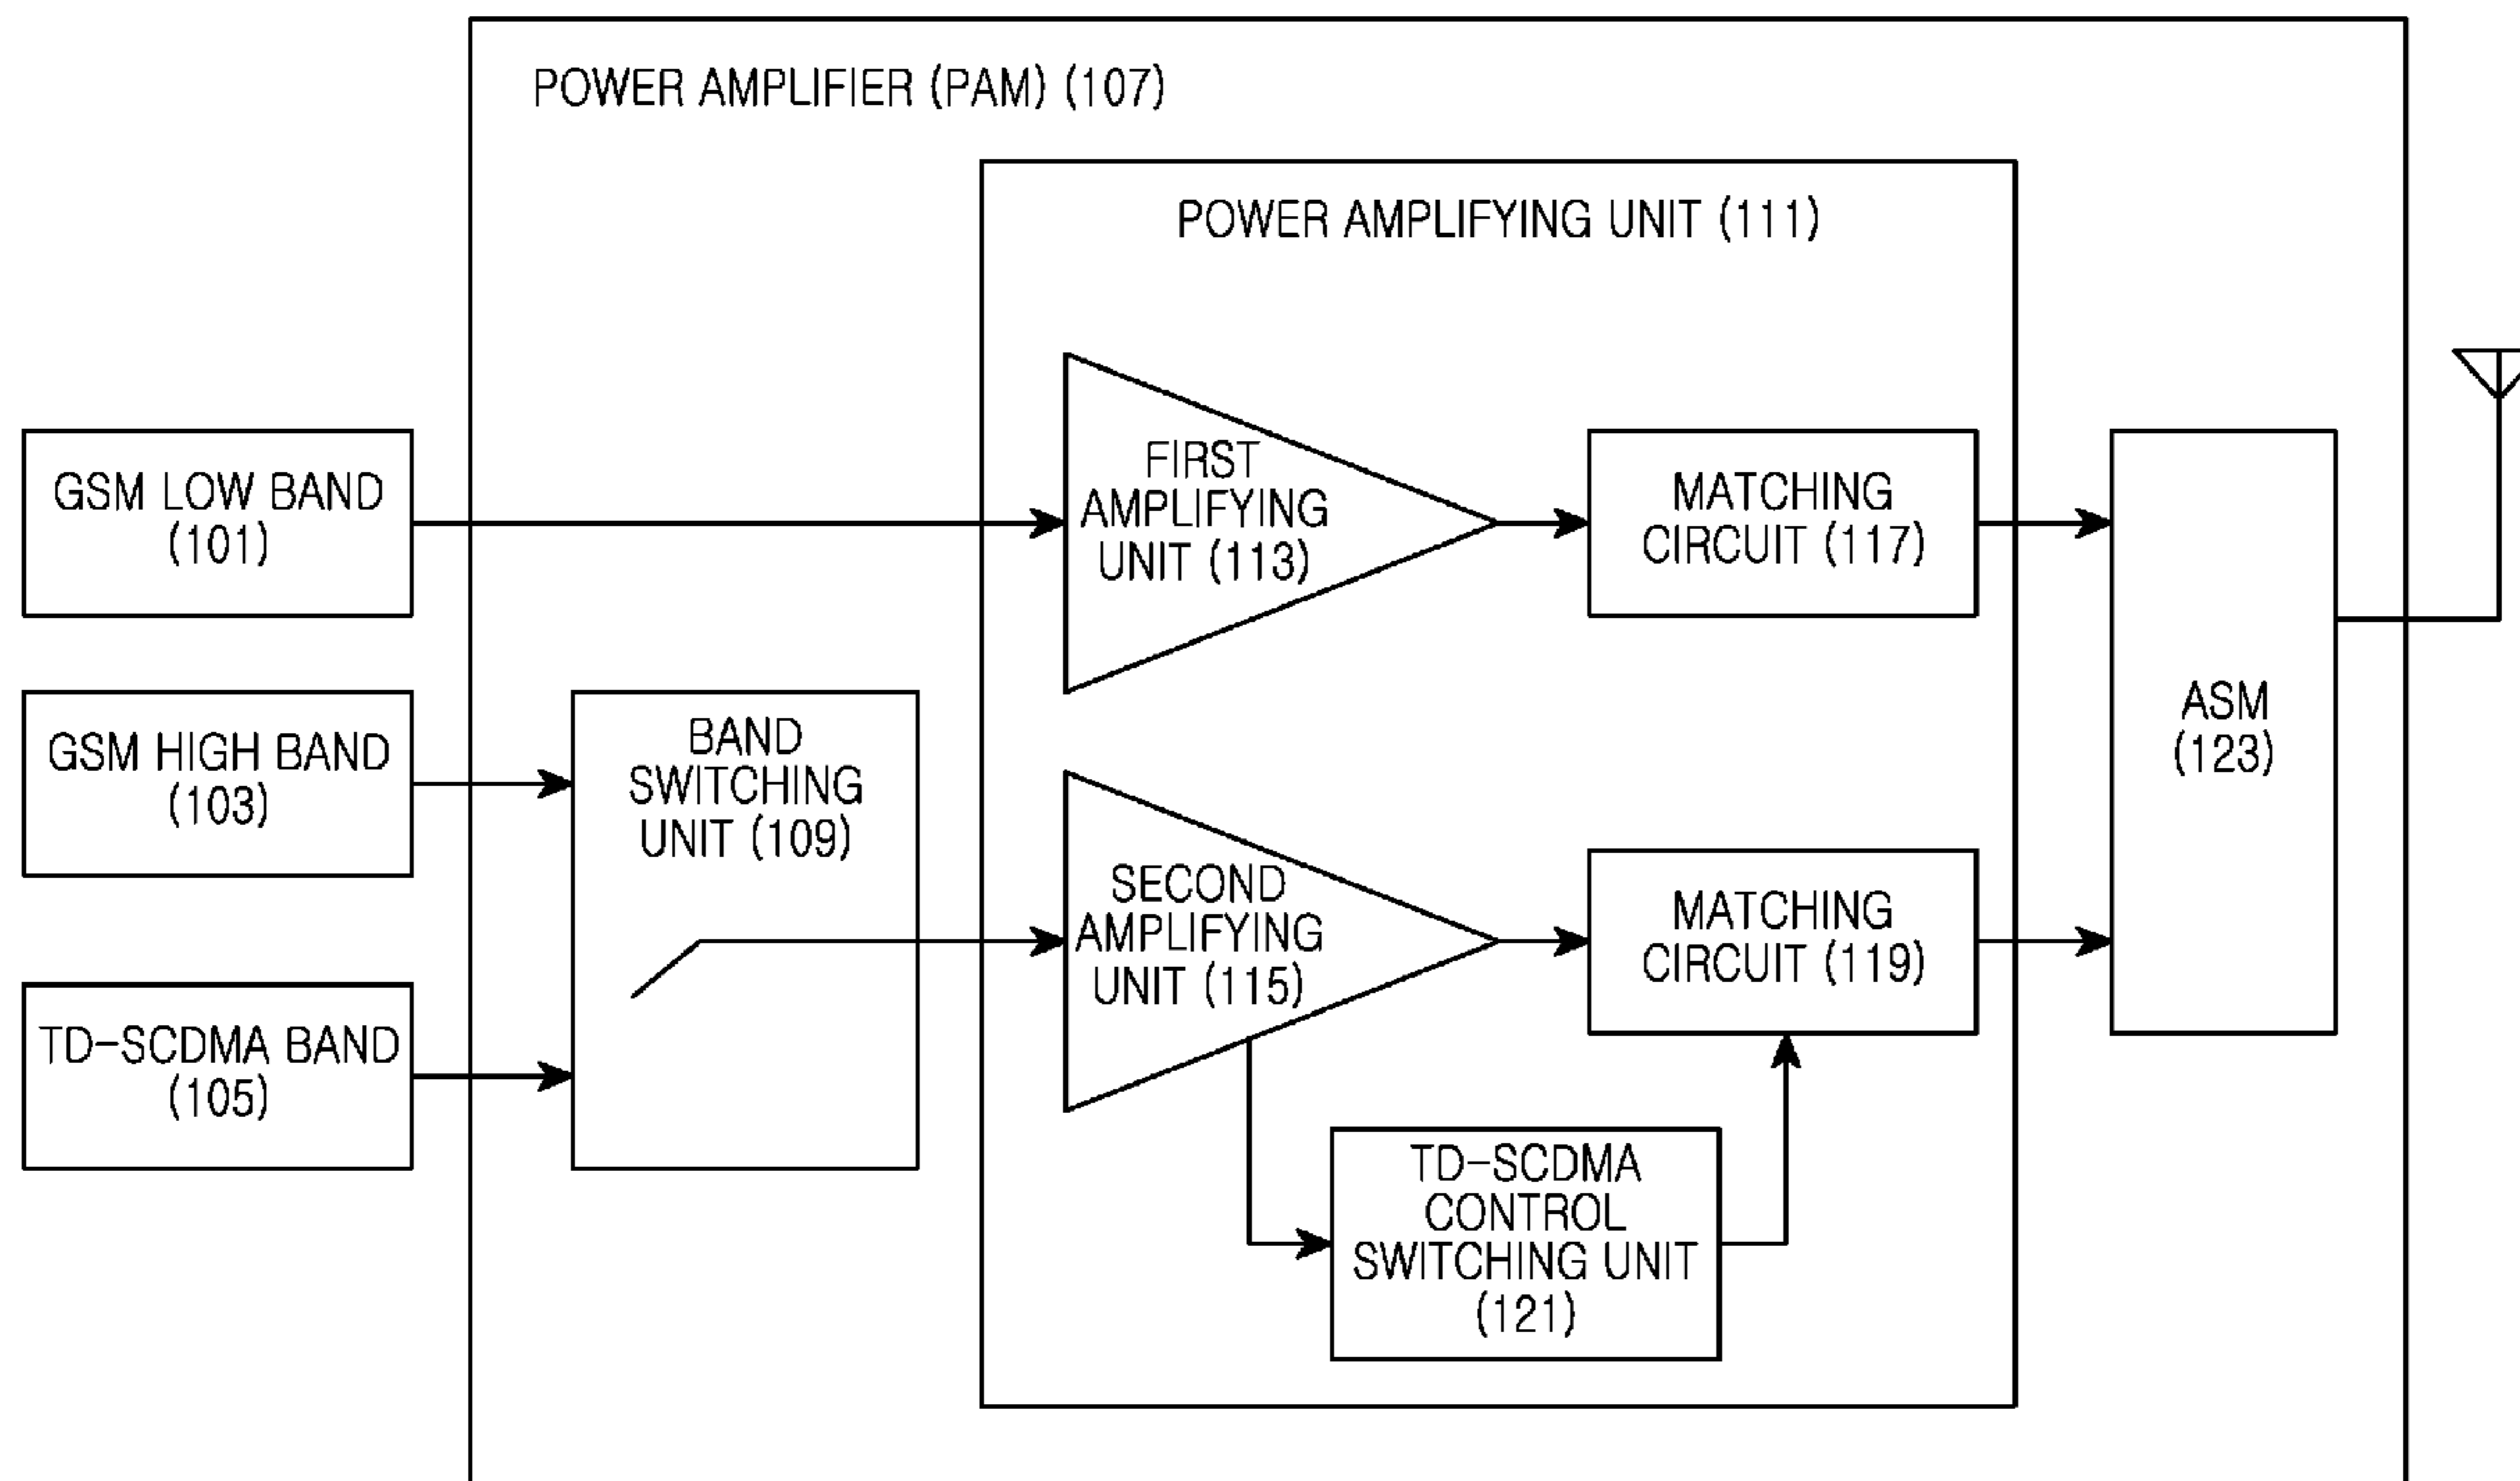 POWER AMPLIFIER (PAM) (107)
POWER AMPLIFYING UNIT (111)
GSM LOW BAND
(101)
FIRST
AMPLIFYING
UNIT (113)
MATCHING
CIRCUIT (117)
GSM HIGH BAND
(103)
BAND
SWITCHING
UNIT (109)
ASM
(123)
SECOND
AMPLIFYING
UNIT (115)
MATCHING
CIRCUIT (119)
TD-SCDMA BAND
(105)
TD-SCDMA
CONTROL
SWITCHING UNIT
(121)